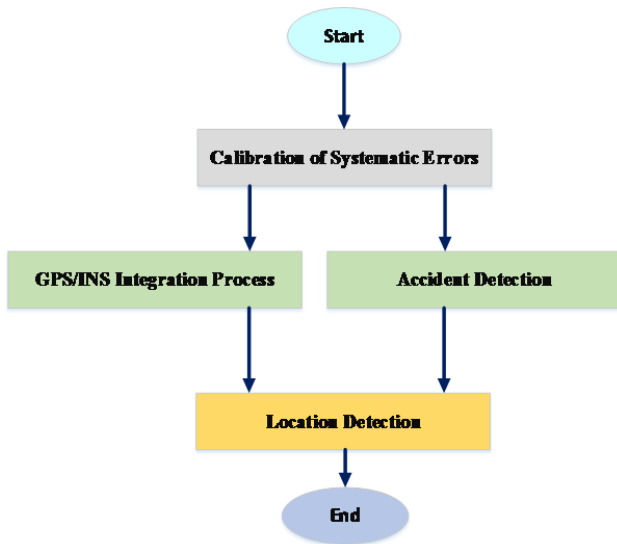 Start
Calibration of Systematic Errors
GPS/INS Integration Process
Accident Detection
Location Detection
End